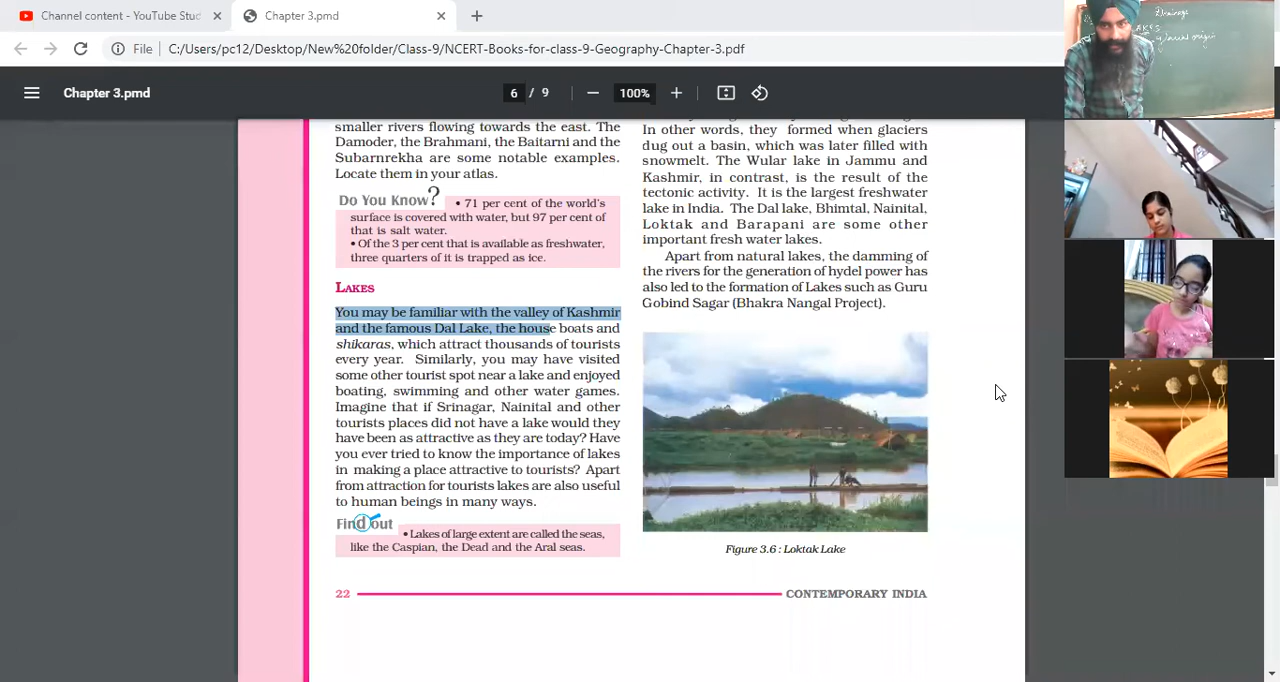 Channel content - YouTube Stud
Chapter 3.pmd
File
C:/Users/pc12/Desktop/New%20folder/Class-9/NCERT-Books-for-class-9-Geography-Chapter-3.pdf
Chapter 3.pmd
6 / 9
100%
smaller rivers flowing towards the east. The
Damoder, the Brahmani, the Baitarni and the
Subarnrekha are some notable examples.
Locate them in your atlas.
Do You Know?
• 71 per cent of the world's
surface is covered with water, but 97 per cent of
that is salt water.
• Of the 3 per cent that is available as freshwater,
three quarters of it is trapped as ice.
LAKES
You may be familiar with the valley of Kashmir
and the famous Dal Lake, the house boats and
shikaras, which attract thousands of tourists
every year. Similarly, you may have visited
some other tourist spot near a lake and enjoyed
boating, swimming and other water games.
Imagine that if Srinagar, Nainital and other
tourists places did not have a lake would they
have been as attractive as they are today? Have
you ever tried to know the importance of lakes
in making a place attractive to tourists? Apart
from attraction for tourists lakes are also useful
to human beings in many ways.
Find out
• Lakes of large extent are called the seas,
like the Caspian, the Dead and the Aral seas.
In other words, they formed when glaciers
dug out a basin, which was later filled with
snowmelt. The Wular lake in Jammu and
Kashmir, in contrast, is the result of the
tectonic activity. It is the largest freshwater
lake in India. The Dal lake, Bhimtal, Nainital,
Loktak and Barapani are some other
important fresh water lakes.
Apart from natural lakes, the damming of
the rivers for the generation of hydel power has
also led to the formation of Lakes such as Guru
Gobind Sagar (Bhakra Nangal Project).
Figure 3.6 : Loktak Lake
22
CONTEMPORARY INDIA
Drainage
origin